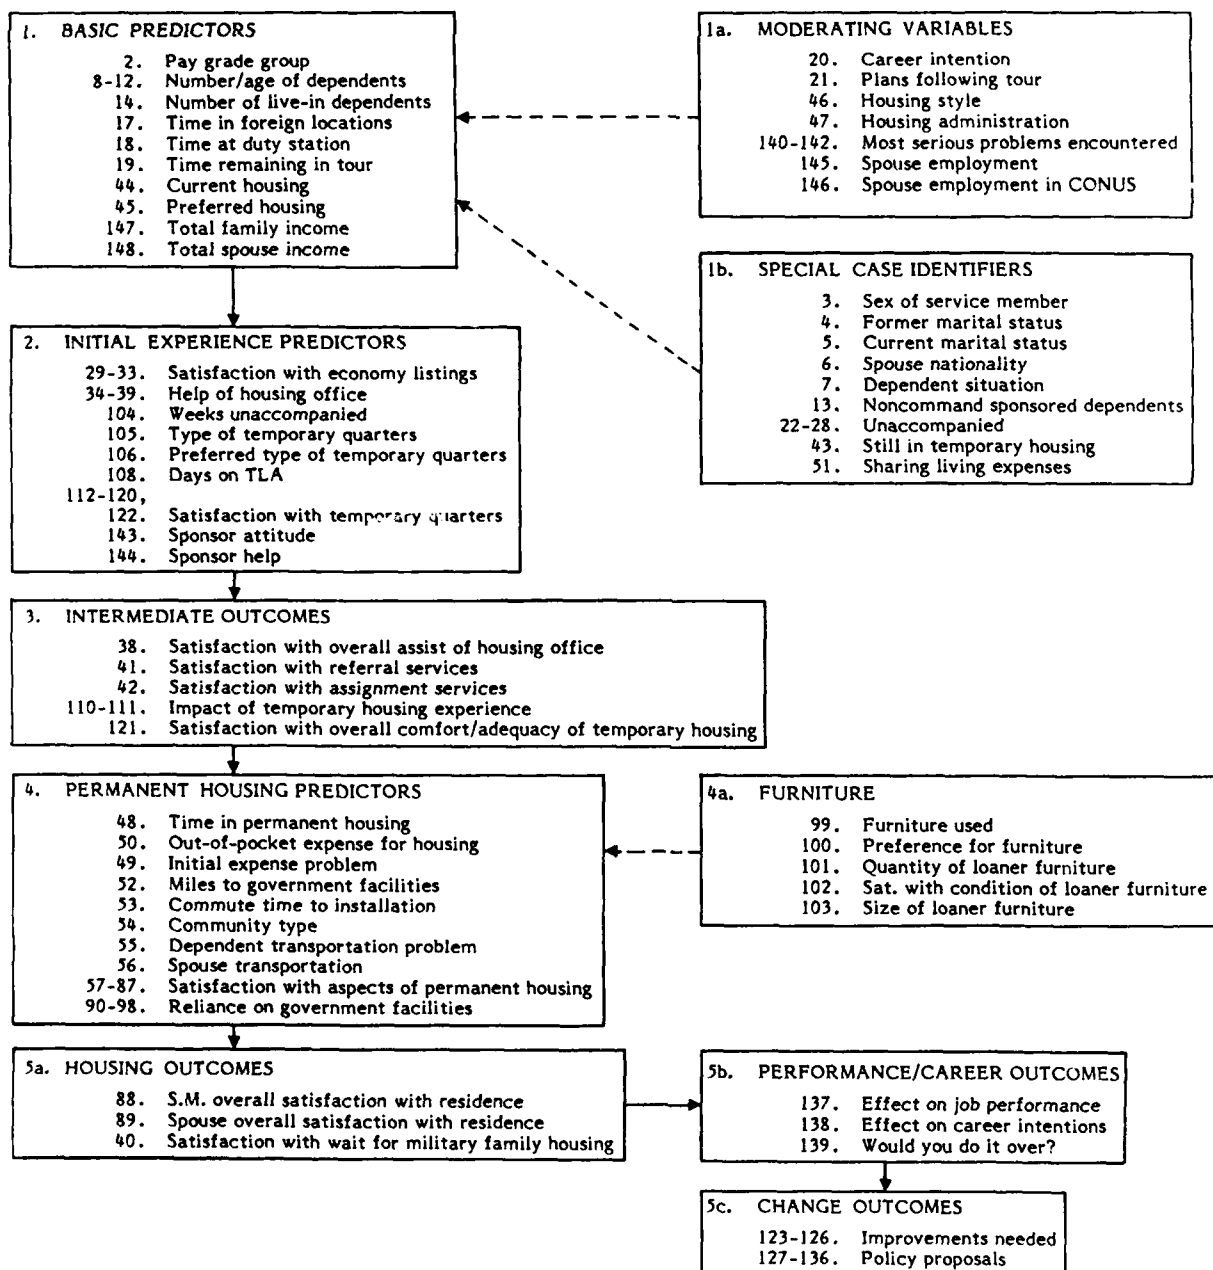 1. BASIC PREDICTORS
2. Pay grade group
8-12. Number/age of dependents
14. Number of live-in dependents
17. Time in foreign locations
18. Time at duty station
19. Time remaining in tour
44. Current housing
45. Preferred housing
147. Total family income
148. Total spouse income
1a. MODERATING VARIABLES
20. Career intention
21. Plans following tour
46. Housing style
47. Housing administration
140-142. Most serious problems encountered
145. Spouse employment
146. Spouse employment in CONUS
1b. SPECIAL CASE IDENTIFIERS
3. Sex of service member
4. Former marital status
5. Current marital status
6. Spouse nationality
7. Dependent situation
13. Noncommand sponsored dependents
22-28. Unaccompanied
43. Still in temporary housing
51. Sharing living expenses
2. INITIAL EXPERIENCE PREDICTORS
29-33. Satisfaction with economy listings
34-39. Help of housing office
104. Weeks unaccompanied
105. Type of temporary quarters
106. Preferred type of temporary quarters
108. Days on TLA
112-120,
122. Satisfaction with temporary quarters
143. Sponsor attitude
144. Sponsor help
3. INTERMEDIATE OUTCOMES
38. Satisfaction with overall assist of housing office
41. Satisfaction with referral services
42. Satisfaction with assignment services
110-111. Impact of temporary housing experience
121. Satisfaction with overall comfort/adequacy of temporary housing
4. PERMANENT HOUSING PREDICTORS
48. Time in permanent housing
50. Out-of-pocket expense for housing
49. Initial expense problem
52. Miles to government facilities
53. Commute time to installation
54. Community type
55. Dependent transportation problem
56. Spouse transportation
57-87. Satisfaction with aspects of permanent housing
90-98. Reliance on government facilities
4a. FURNITURE
99. Furniture used
100. Preference for furniture
101. Quantity of loaner furniture
102. Sat. with condition of loaner furniture
103. Size of loaner furniture
5a. HOUSING OUTCOMES
88. S.M. overall satisfaction with residence
89. Spouse overall satisfaction with residence
40. Satisfaction with wait for military family housing
5b. PERFORMANCE/CAREER OUTCOMES
137. Effect on job performance
138. Effect on career intentions
139. Would you do it over?
5c. CHANGE OUTCOMES
123-126. Improvements needed
127-136. Policy proposals